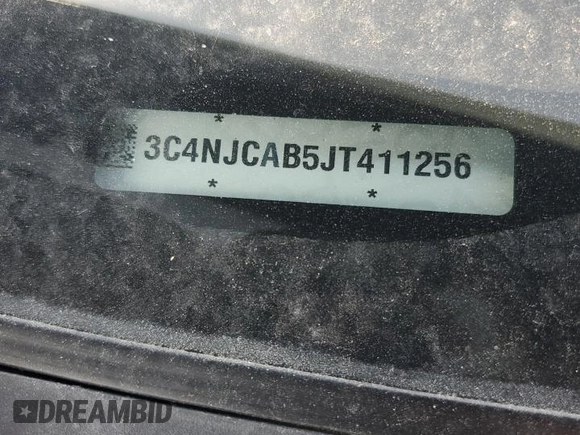 * *
3C4NJCAB5JT411256
* *
DREAMBID